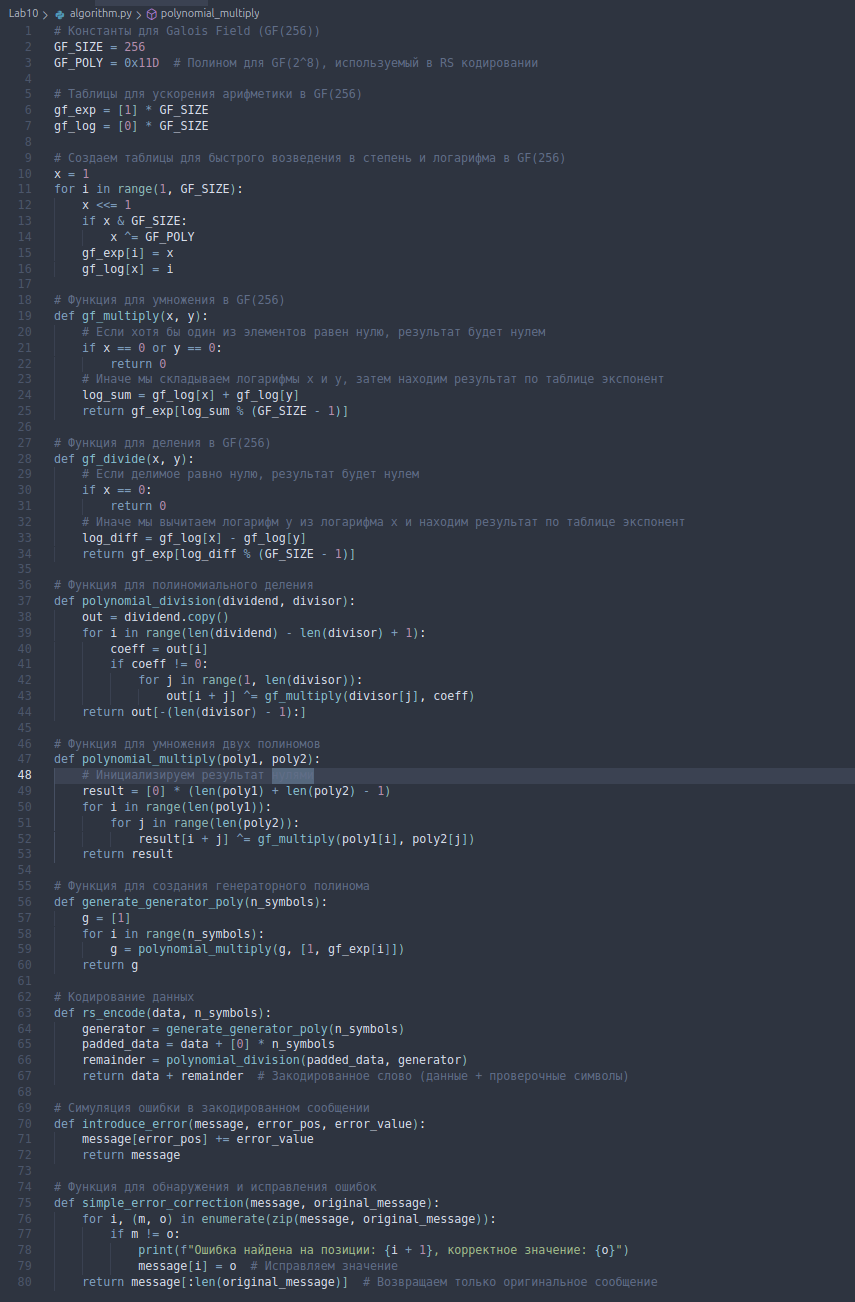 Lab10 > algorithm.py > polynomial_multiply
1 # Константы для Galois Field (GF(256))
2 GF_SIZE = 256
3 GF_POLY = 0x11D  # Полином для GF(2^8), используемый в RS кодировании
4
5 # Таблицы для ускорения арифметики в GF(256)
6 gf_exp = [1] * GF_SIZE
7 gf_log = [0] * GF_SIZE
8
9 # Создаем таблицы для быстрого возведения в степень и логарифма в GF(256)
10 x = 1
11 for i in range(1, GF_SIZE):
12     x <<= 1
13     if x & GF_SIZE:
14         x ^= GF_POLY
15     gf_exp[i] = x
16     gf_log[x] = i
17
18 # Функция для умножения в GF(256)
19 def gf_multiply(x, y):
20     # Если хотя бы один из элементов равен нулю, результат будет нулем
21     if x == 0 or y == 0:
22         return 0
23     # Иначе мы складываем логарифмы x и y, затем находим результат по таблице экспонент
24     log_sum = gf_log[x] + gf_log[y]
25     return gf_exp[log_sum % (GF_SIZE - 1)]
26
27 # Функция для деления в GF(256)
28 def gf_divide(x, y):
29     # Если делимое равно нулю, результат будет нулем
30     if x == 0:
31         return 0
32     # Иначе мы вычитаем логарифм y из логарифма x и находим результат по таблице экспонент
33     log_diff = gf_log[x] - gf_log[y]
34     return gf_exp[log_diff % (GF_SIZE - 1)]
35
36 # Функция для полиномиального деления
37 def polynomial_division(dividend, divisor):
38     out = dividend.copy()
39     for i in range(len(dividend) - len(divisor) + 1):
40         coeff = out[i]
41         if coeff != 0:
42             for j in range(1, len(divisor)):
43                 out[i + j] ^= gf_multiply(divisor[j], coeff)
44     return out[-(len(divisor) - 1):]
45
46 # Функция для умножения двух полиномов
47 def polynomial_multiply(poly1, poly2):
48     # Инициализируем результат
49     result = [0] * (len(poly1) + len(poly2) - 1)
50     for i in range(len(poly1)):
51         for j in range(len(poly2)):
52             result[i + j] ^= gf_multiply(poly1[i], poly2[j])
53     return result
54
55 # Функция для создания генераторного полинома
56 def generate_generator_poly(n_symbols):
57     g = [1]
58     for i in range(n_symbols):
59         g = polynomial_multiply(g, [1, gf_exp[i]])
60     return g
61
62 # Кодирование данных
63 def rs_encode(data, n_symbols):
64     generator = generate_generator_poly(n_symbols)
65     padded_data = data + [0] * n_symbols
66     remainder = polynomial_division(padded_data, generator)
67     return data + remainder  # Закодированное слово (данные + проверочные символы)
68
69 # Симуляция ошибки в закодированном сообщении
70 def introduce_error(message, error_pos, error_value):
71     message[error_pos] += error_value
72     return message
73
74 # Функция для обнаружения и исправления ошибок
75 def simple_error_correction(message, original_message):
76     for i, (m, o) in enumerate(zip(message, original_message)):
77         if m != o:
78             print(f"Ошибка найдена на позиции: {i + 1}, корректное значение: {o}")
79             message[i] = o  # Исправляем значение
80     return message[:len(original_message)]  # Возвращаем только оригинальное сообщение